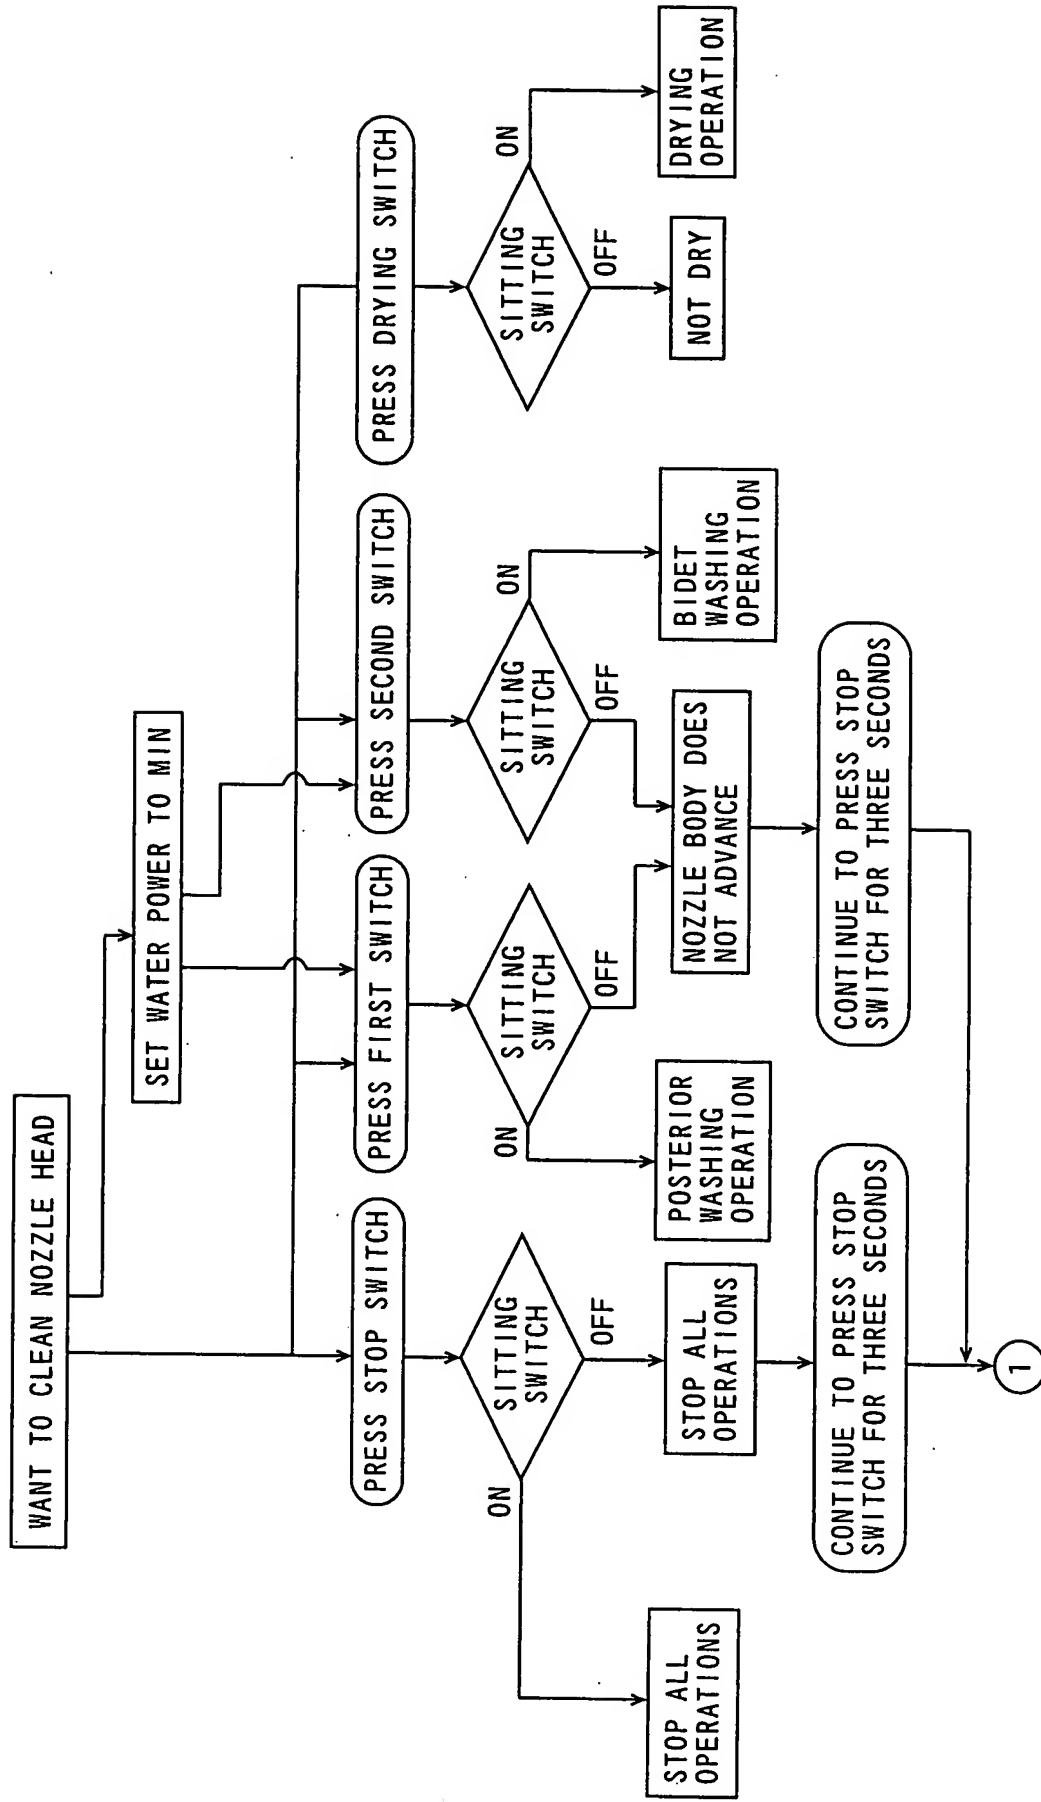 WANT TO CLEAN NOZZLE HEAD
SET WATER POWER TO MIN
PRESS STOP SWITCH
PRESS FIRST SWITCH
PRESS SECOND SWITCH
PRESS DRYING SWITCH
SITTING
SWITCH
ON
OFF
SITTING
SWITCH
ON
OFF
SITTING
SWITCH
ON
OFF
SITTING
SWITCH
ON
OFF
STOP ALL
OPERATIONS
STOP ALL
OPERATIONS
POSTERIOR
WASHING
OPERATION
NOZZLE BODY DOES
NOT ADVANCE
BIDET
WASHING
OPERATION
NOT DRY
DRYING
OPERATION
CONTINUE TO PRESS STOP
SWITCH FOR THREE SECONDS
CONTINUE TO PRESS STOP
SWITCH FOR THREE SECONDS
1